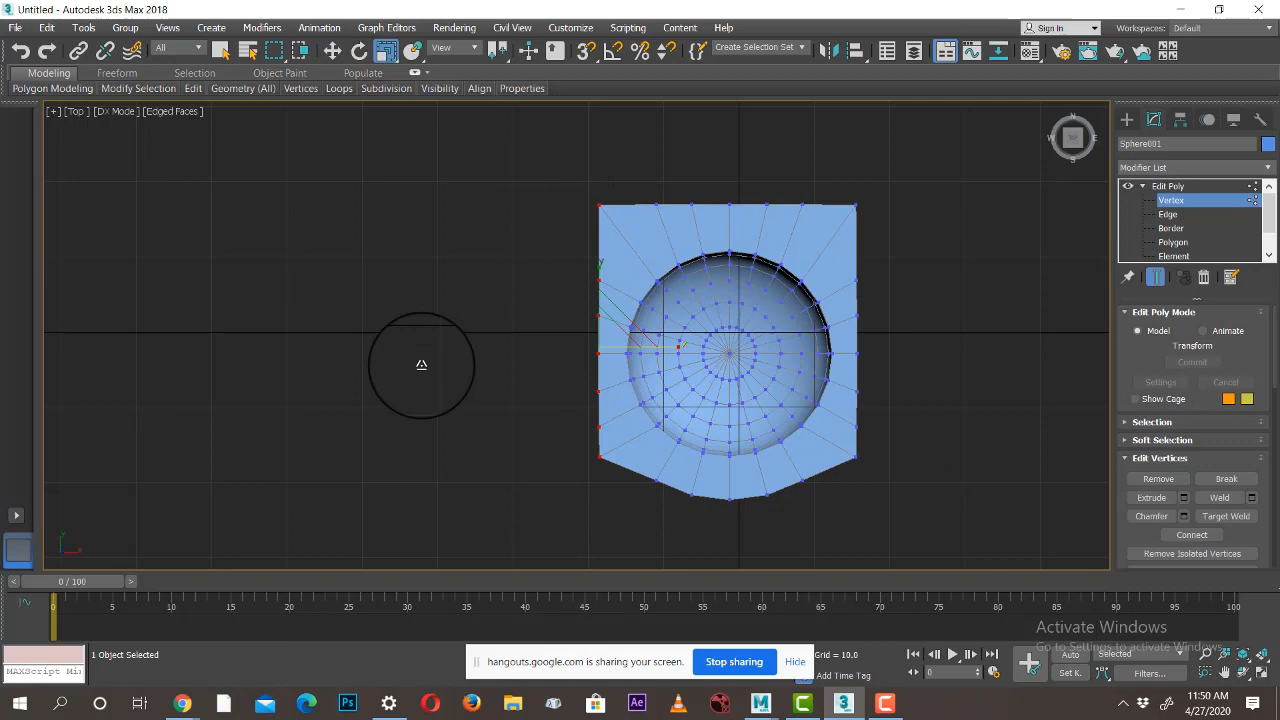 Untitled - Autodesk 3ds Max 2018
File Edit Tools Group Views Create Modifiers Animation Graph Editors Rendering Civil View Customize Scripting Content Help Sign In Workspaces: Default
All View Create Selection Set
Modeling Freeform Selection Object Paint Populate
Polygon Modeling Modify Selection Edit Geometry (All) Vertices Loops Subdivision Visibility Align Properties
[+] [Top ] [DX Mode ] [Edged Faces ]
N
W E
S
Sphere001
Modifier List
Edit Poly
Vertex
Edge
Border
Polygon
Element
Edit Poly Mode
Model Animate
Transform
Commit
Settings Cancel
Show Cage
Selection
Soft Selection
Edit Vertices
Remove Break
Extrude Weld
Chamfer Target Weld
Connect
Remove Isolated Vertices
y
y
x
< 0 / 100 >
0 5 10 15 20 25 30 35 40 45 50 55 60 65 70 75 80 85 90 95 100
Activate Windows
Go to Settings to activate Windows.
MAXScript Mi:
1 Object Selected
hangouts.google.com is sharing your screen. Stop sharing Hide
Grid = 10.0
Add Time Tag
0
Auto Selected
Set K. Filters...
11:50 AM
4/27/2020